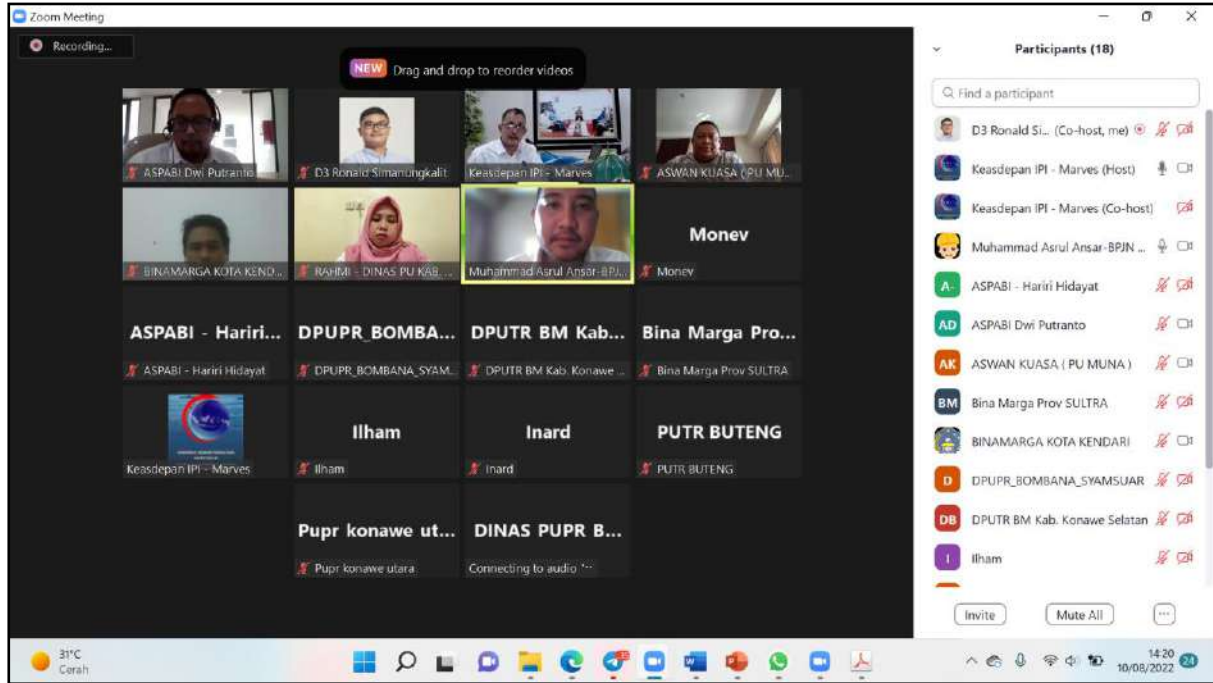 Zoom Meeting
Recording...
NEW Drag and drop to reorder videos
ASPABI Dwi Putranto
D3 Ronald Simanungkalit
Keasdepan IPI - Marves
ASWAN KUASA ( PU MU...
BINAMARGA KOTA KEND...
RAHMI - DINAS PU KAB....
Muhammad Asrul Ansar-BPJ...
Monev
Monev
ASPABI - Hariri...
DPUPR_BOMBA...
DPUTR BM Kab...
Bina Marga Pro...
ASPABI - Hariri Hidayat
DPUPR_BOMBANA_SYAM...
DPUTR BM Kab. Konawe ...
Bina Marga Prov SULTRA
Ilham
Inard
PUTR BUTENG
Keasdepan IPI - Marves
Ilham
Inard
PUTR BUTENG
Pupr konawe ut...
DINAS PUPR B...
Pupr konawe utara
Connecting to audio
Participants (18)
Find a participant
D3 Ronald Si... (Co-host, me)
Keasdepan IPI - Marves (Host)
Keasdepan IPI - Marves (Co-host)
Muhammad Asrul Ansar-BPJN ...
A- ASPABI - Hariri Hidayat
AD ASPABI Dwi Putranto
AK ASWAN KUASA ( PU MUNA )
BM Bina Marga Prov SULTRA
BINAMARGA KOTA KENDARI
D DPUPR_BOMBANA_SYAMSUAR
DB DPUTR BM Kab. Konawe Selatan
I Ilham
Invite
Mute All
31°C
Cerah
14:20
10/08/2022
24